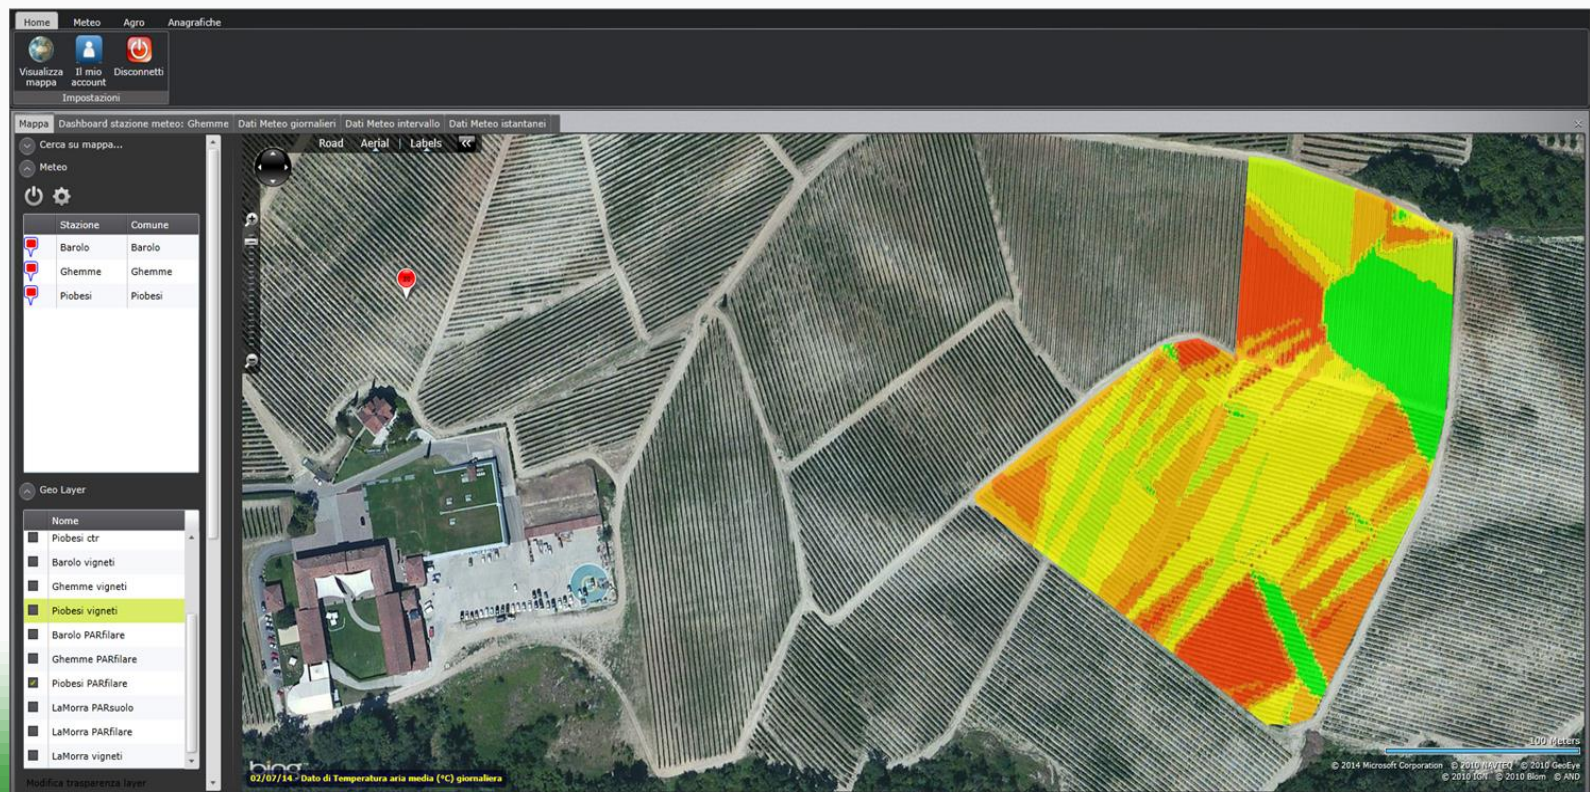 Home Meteo Agro Anagrafiche
Visualizza mappa
Il mio account
Disconnetti
Impostazioni
Mappa Dashboard stazione meteo: Ghemme Dati Meteo giornalieri Dati Meteo intervallo Dati Meteo istantanei
Cerca su mappa...
Meteo
Stazione Comune
Barolo Barolo
Ghemme Ghemme
Piobesi Piobesi
Geo Layer
Nome
Piobesi ctr
Barolo vigneti
Ghemme vigneti
Piobesi vigneti
Barolo PARfilare
Ghemme PARfilare
Piobesi PARfilare
LaMorra PARsuolo
LaMorra PARfilare
LaMorra vigneti
Modifica trasparenza layer
Road Aerial | Labels
bing
02/07/14 - Dato di Temperatura aria media (°C) giornaliera
100 Meters
© 2014 Microsoft Corporation © 2010 NAVTEQ © 2010 GeoEye
© 2010 IGN © 2010 Blom © AND